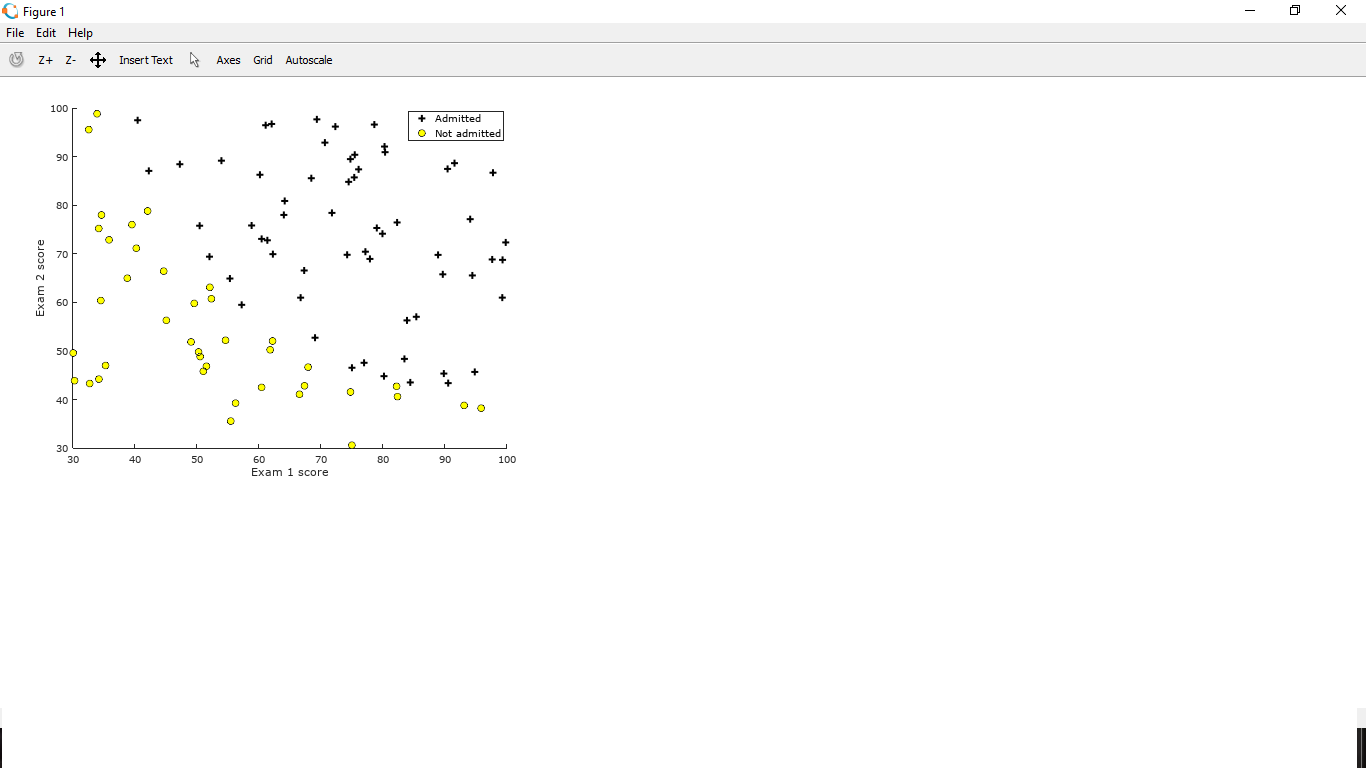 Figure 1
File Edit Help
Z+ Z- Insert Text Axes Grid Autoscale
Admitted
Not admitted
100
90
80
70
60
50
40
30
Exam 2 score
30 40 50 60 70 80 90 100
Exam 1 score